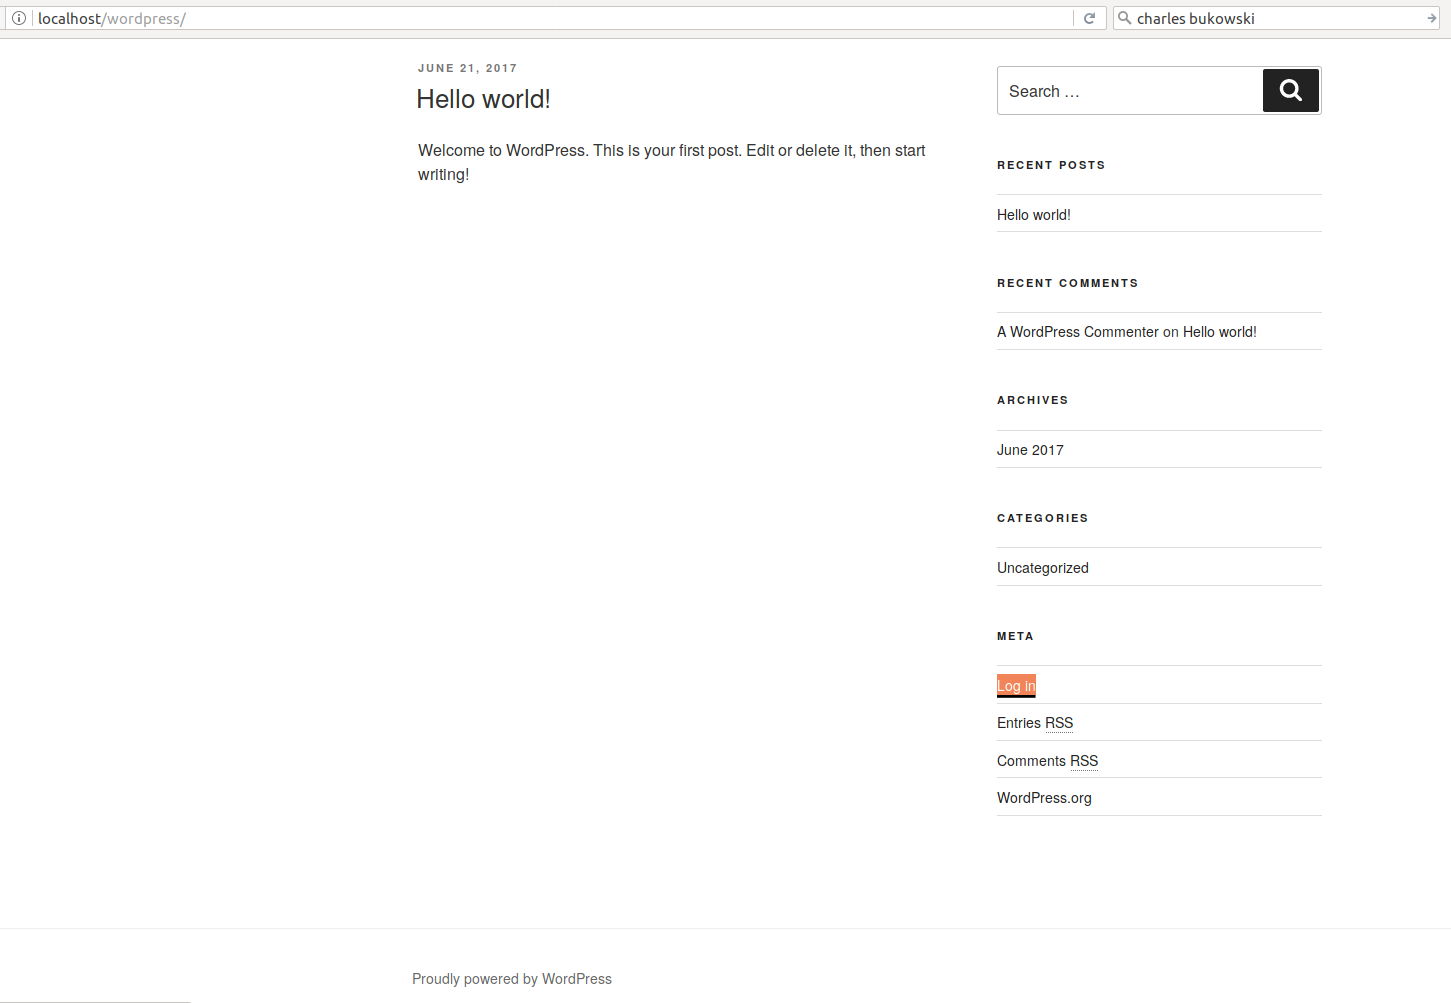 localhost/wordpress/
charles bukowski
JUNE 21, 2017
Hello world!
Welcome to WordPress. This is your first post. Edit or delete it, then start
writing!
Search …
RECENT POSTS
Hello world!
RECENT COMMENTS
A WordPress Commenter on Hello world!
ARCHIVES
June 2017
CATEGORIES
Uncategorized
META
Log in
Entries RSS
Comments RSS
WordPress.org
Proudly powered by WordPress